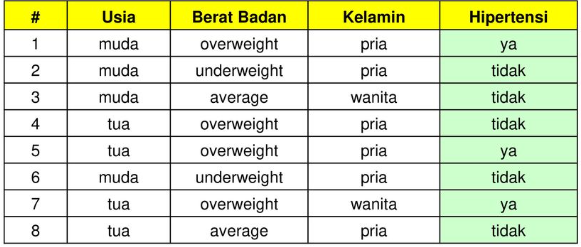 # Usia Berat Badan Kelamin Hipertensi
1 muda overweight pria ya
2 muda underweight pria tidak
3 muda average wanita tidak
4 tua overweight pria tidak
5 tua overweight pria ya
6 muda underweight pria tidak
7 tua overweight wanita ya
8 tua average pria tidak